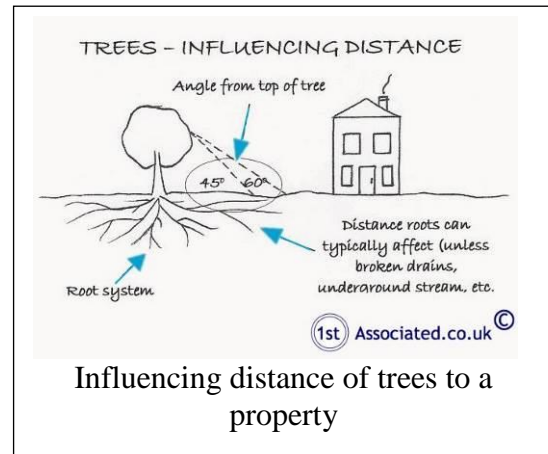 TREES – INFLUENCING DISTANCE
Angle from top of tree
45° 60°
Distance roots can
typically affect (unless
broken drains,
underground stream, etc.
Root system
1st Associated.co.uk ©
Influencing distance of trees to a
property